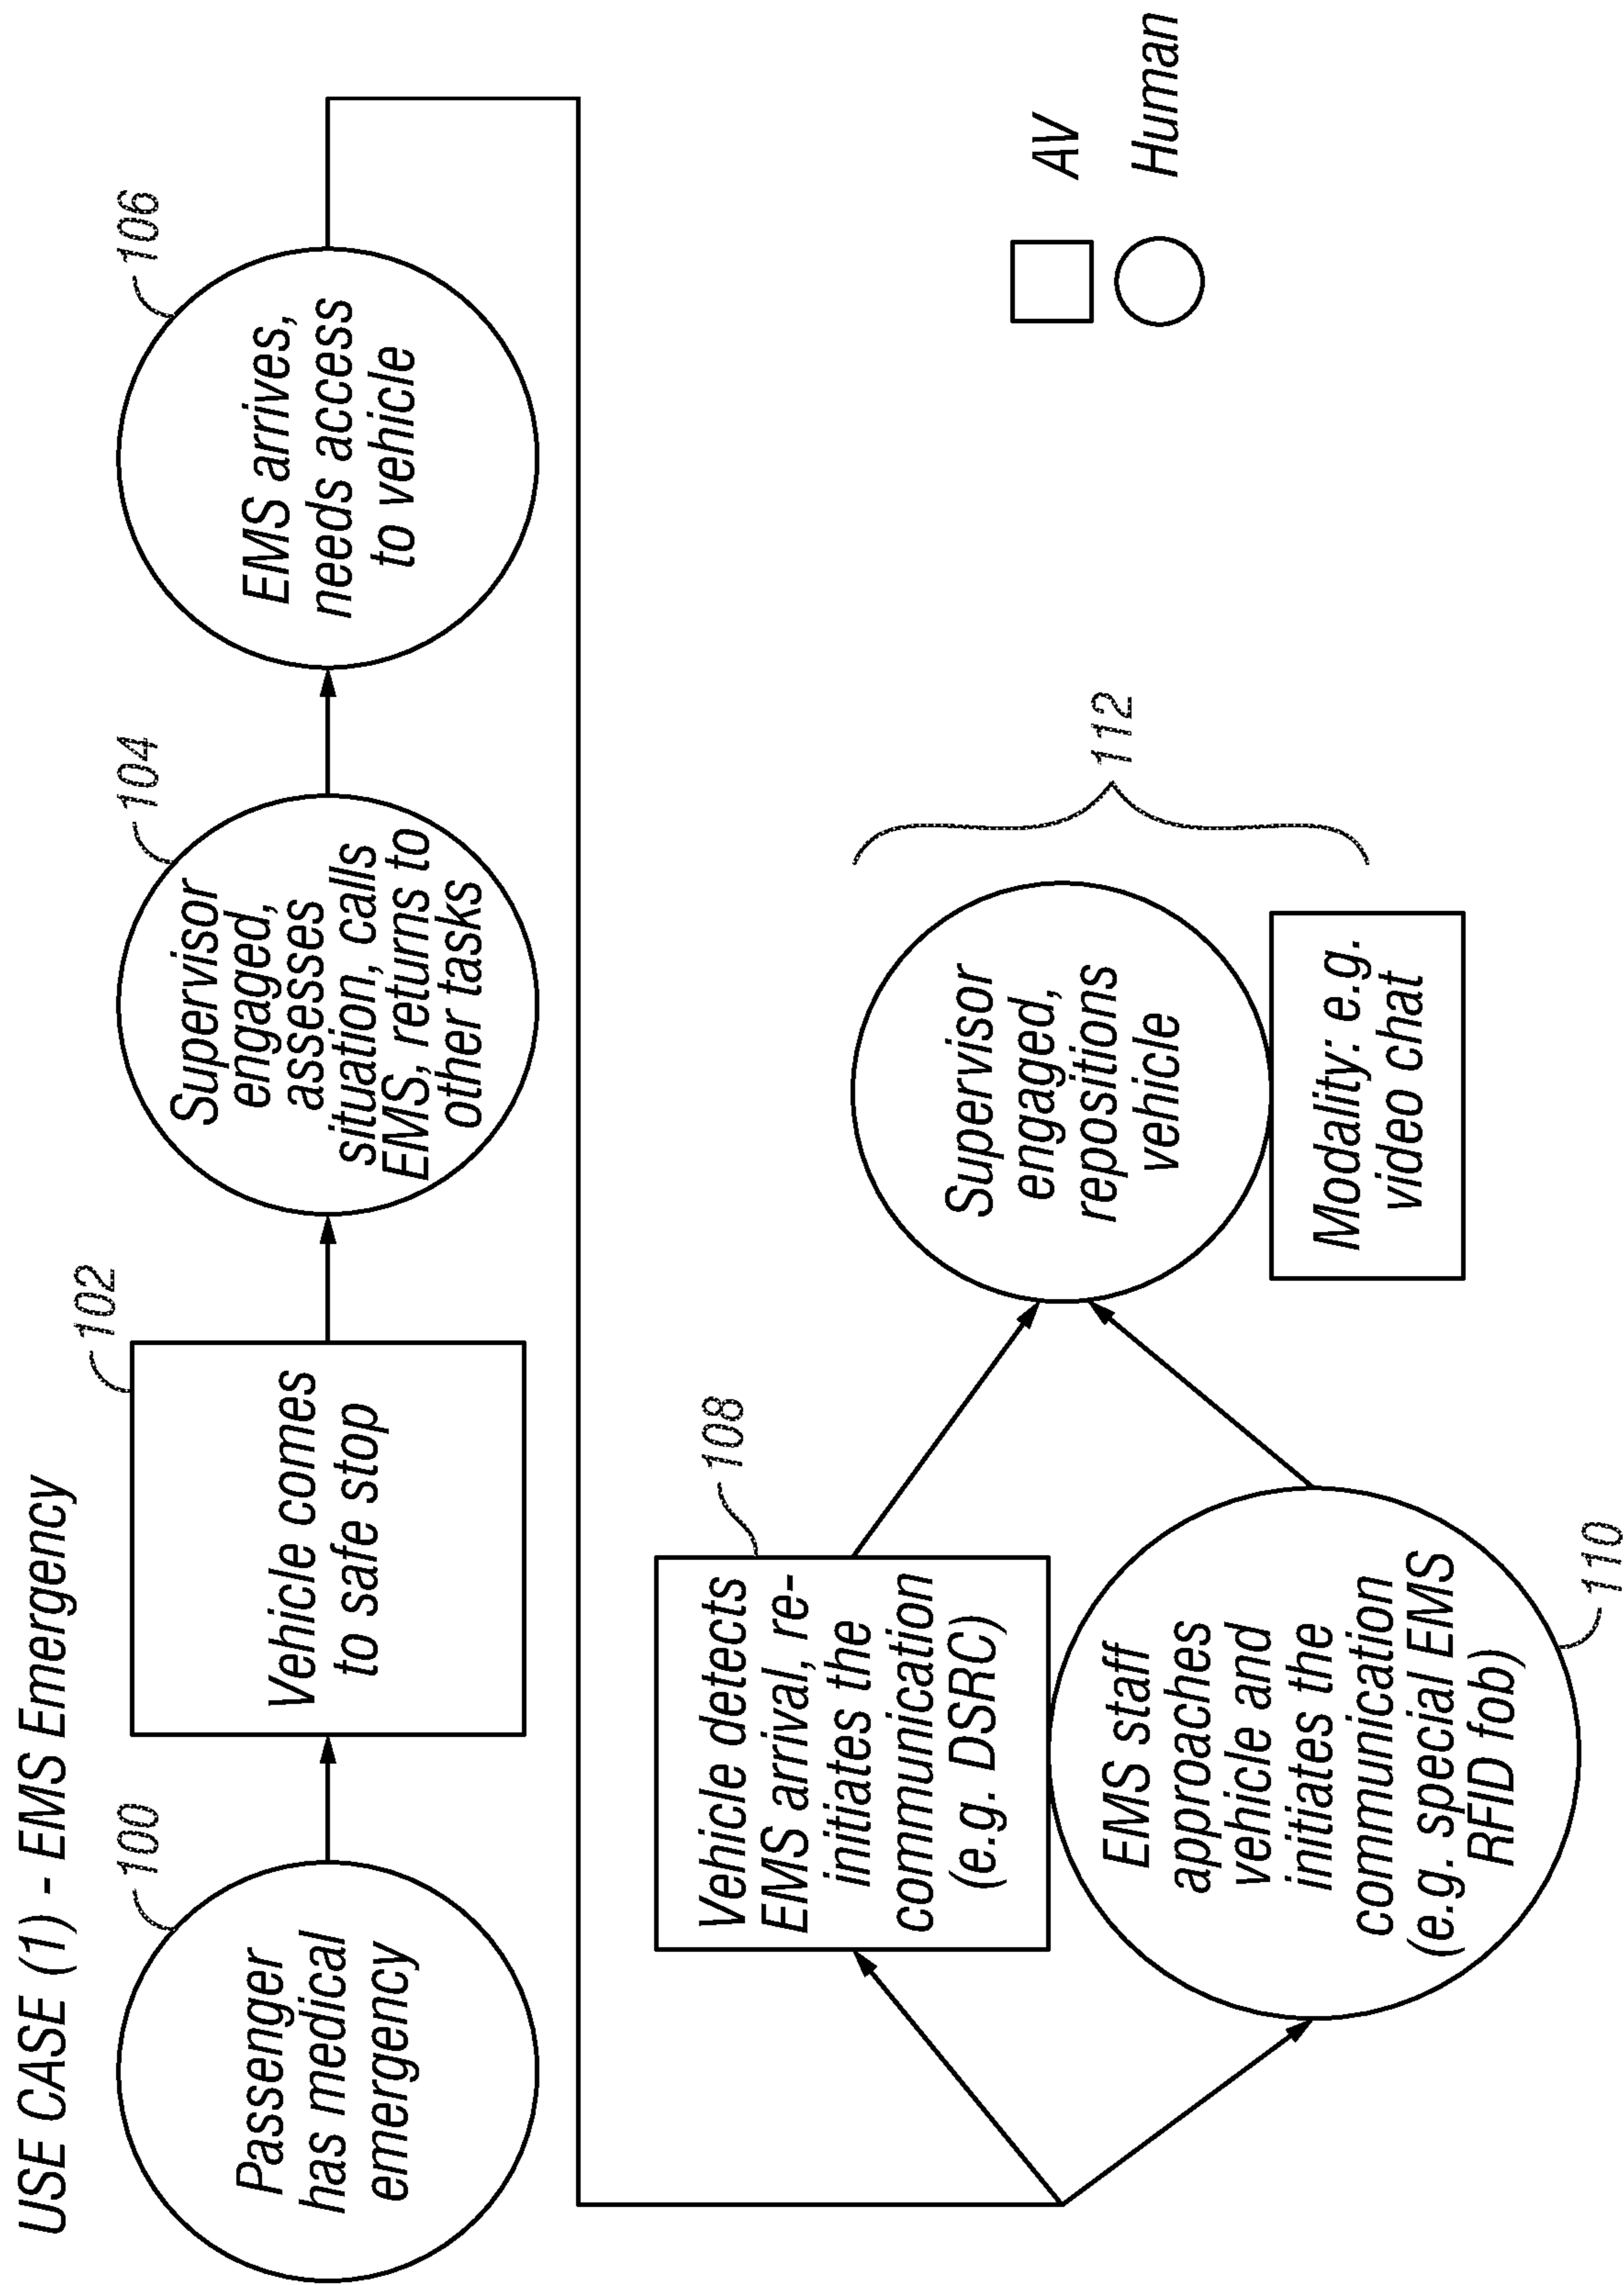 USE CASE (1) - EMS Emergency
100
Passenger
has medical
emergency
102
Vehicle comes
to safe stop
104
Supervisor
engaged,
assesses
situation, calls
EMS, returns to
other tasks
106
EMS arrives,
needs access
to vehicle
108
Vehicle detects
EMS arrival, re-
initiates the
communication
(e.g. DSRC)
EMS staff
approaches
vehicle and
initiates the
communication
(e.g. special EMS
RFID fob)
110
Supervisor
engaged,
repositions
vehicle
Modality: e.g.
video chat
112
AV
Human